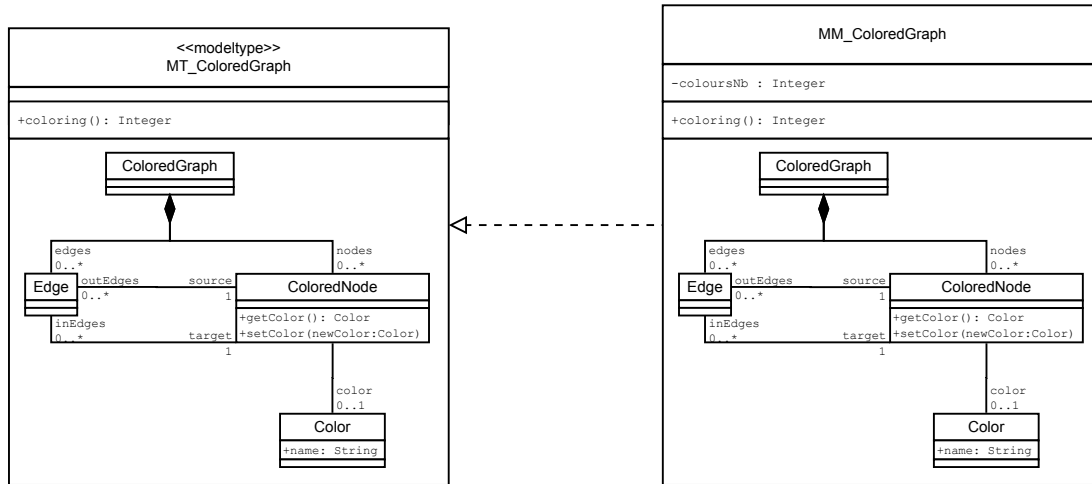 <<modeltype>>
MT_ColoredGraph
+coloring(): Integer
ColoredGraph
edges
0..*
nodes
0..*
Edge
outEdges
0..*
source
1
ColoredNode
+getColor(): Color
+setColor(newColor:Color)
inEdges
0..*
target
1
color
0..1
Color
+name: String
MM_ColoredGraph
-coloursNb : Integer
+coloring(): Integer
ColoredGraph
edges
0..*
nodes
0..*
Edge
outEdges
0..*
source
1
ColoredNode
+getColor(): Color
+setColor(newColor:Color)
inEdges
0..*
target
1
color
0..1
Color
+name: String